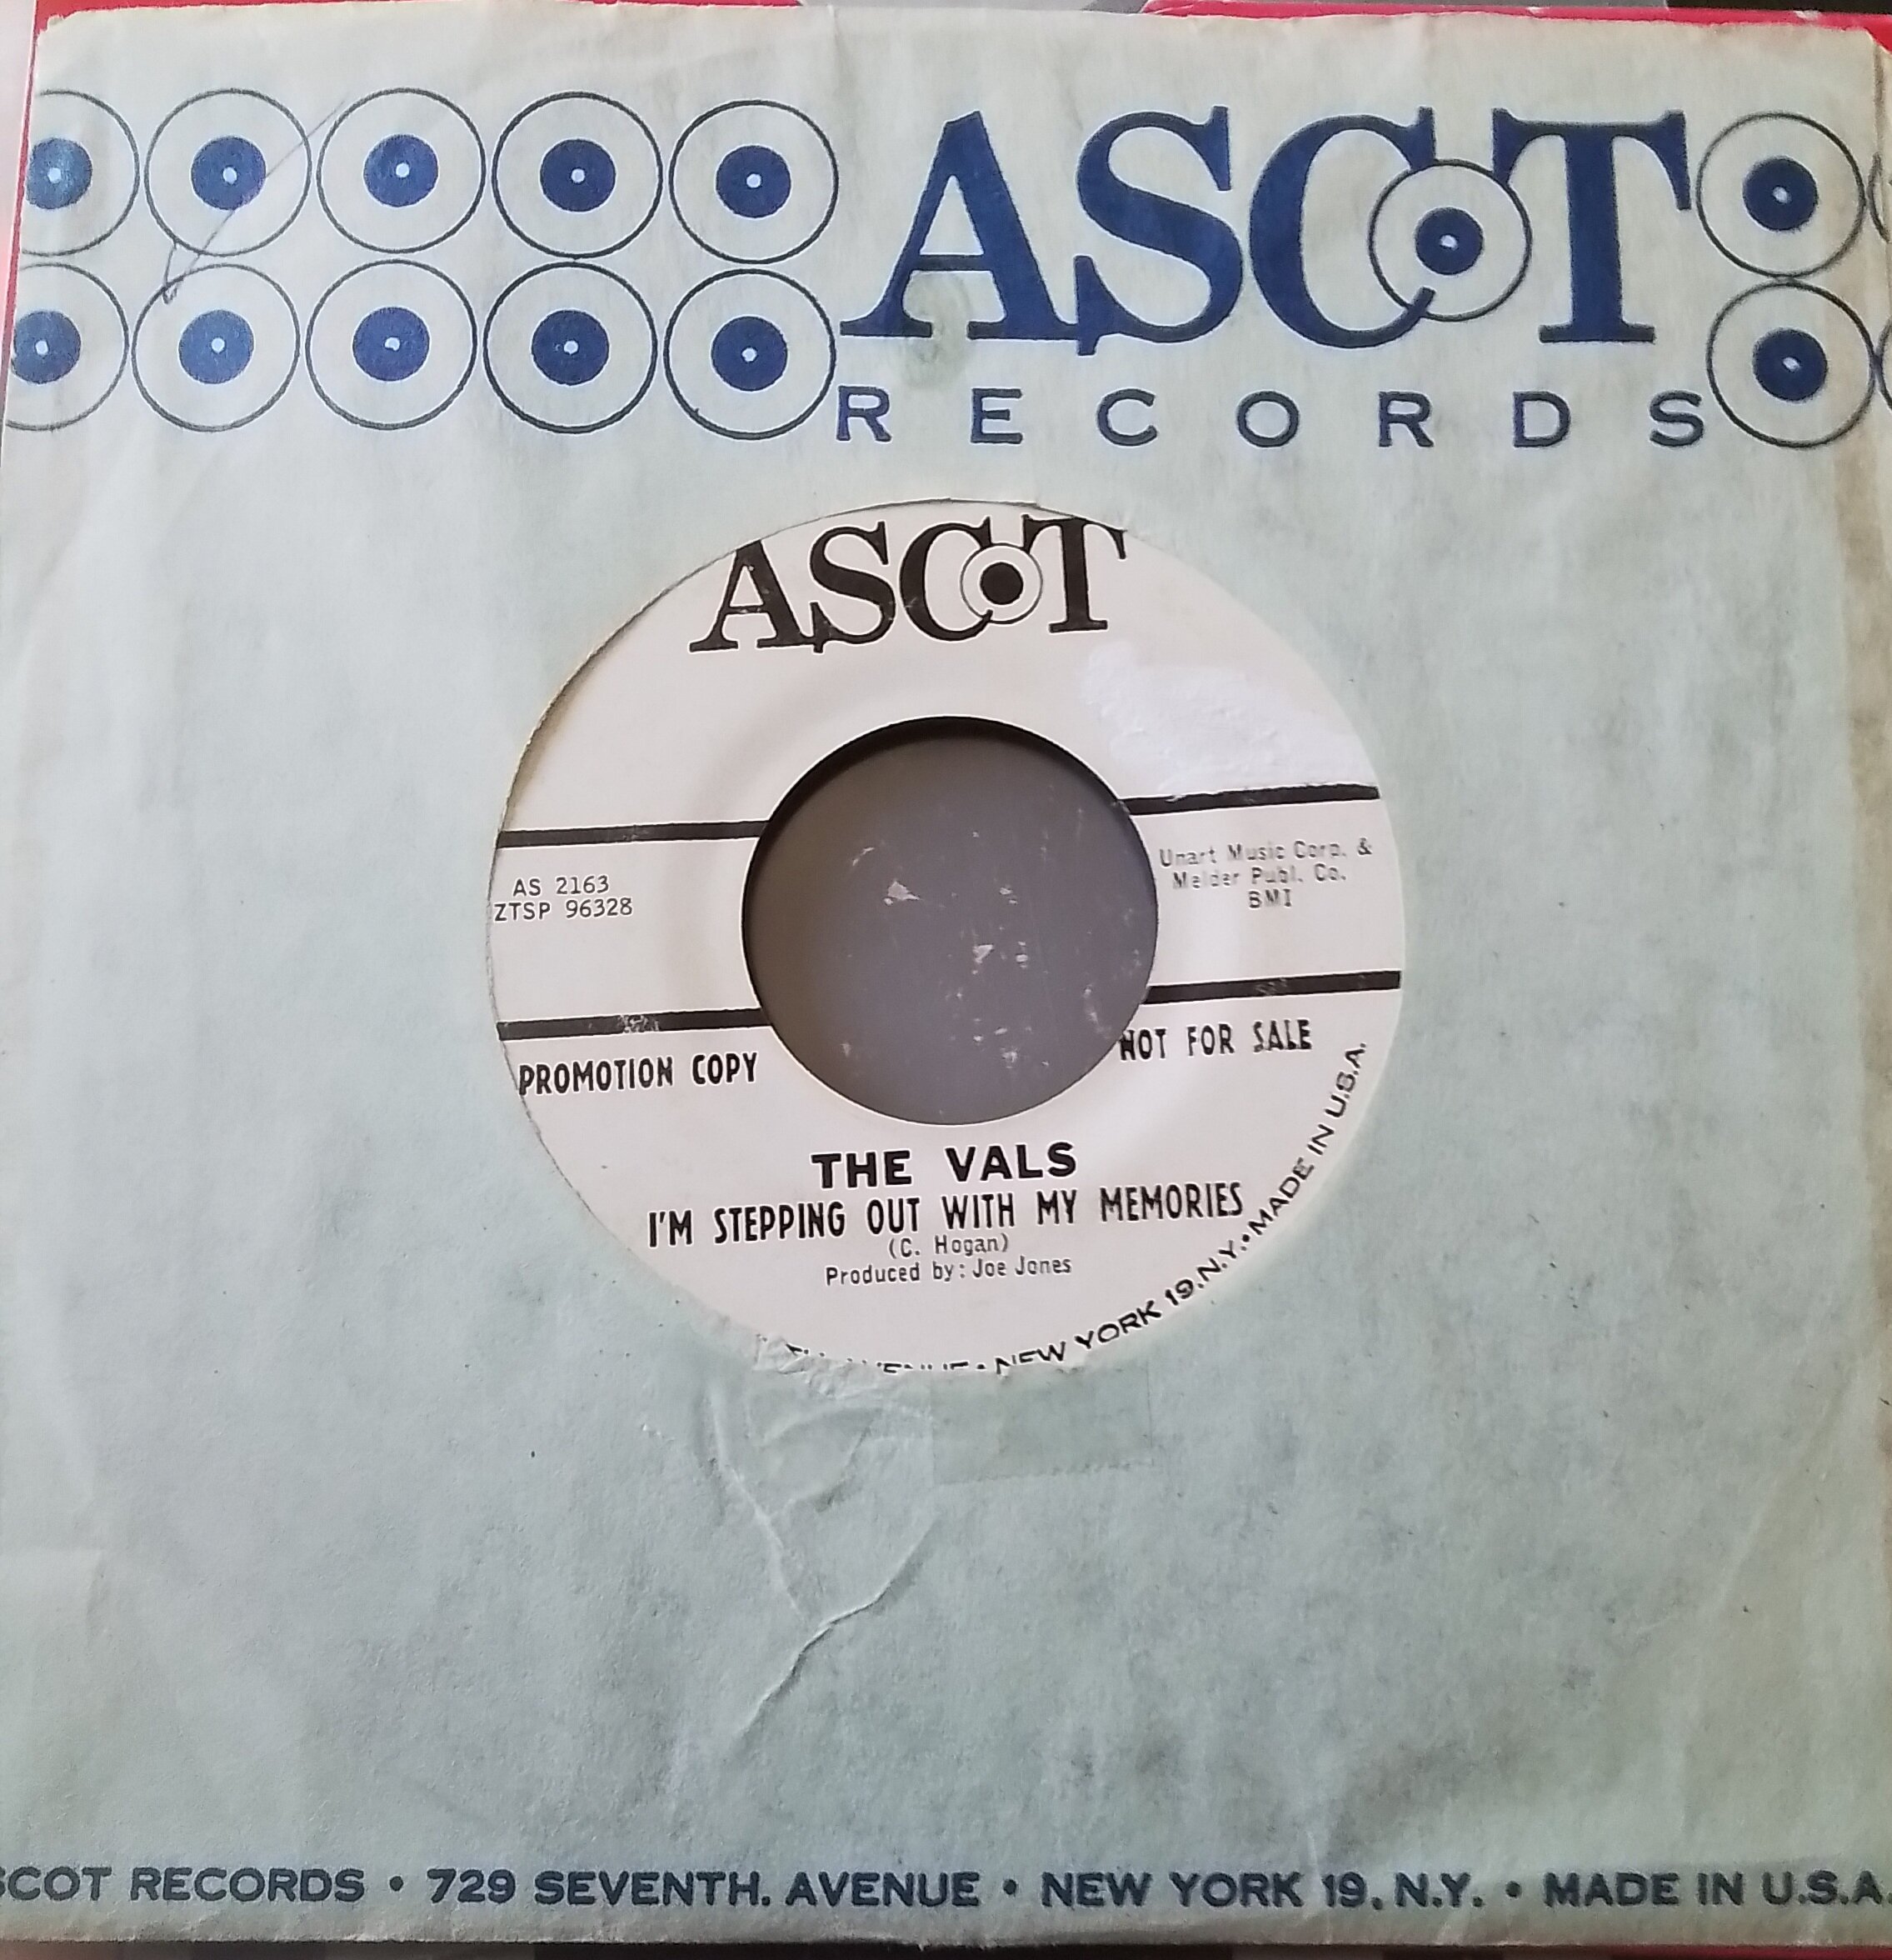 ASCOT
RECORDS
ASCOT
AS 2163
ZTSP 96328
Unart Music Corp. &
Melder Publ. Co.
BMI
PROMOTION COPY
NOT FOR SALE
THE VALS
I'M STEPPING OUT WITH MY MEMORIES
(C. Hogan)
Produced by: Joe Jones
AVENUE • NEW YORK 19, N.Y. • MADE IN U.S.A.
SCOT RECORDS • 729 SEVENTH. AVENUE • NEW YORK 19, N.Y. • MADE IN U.S.A.